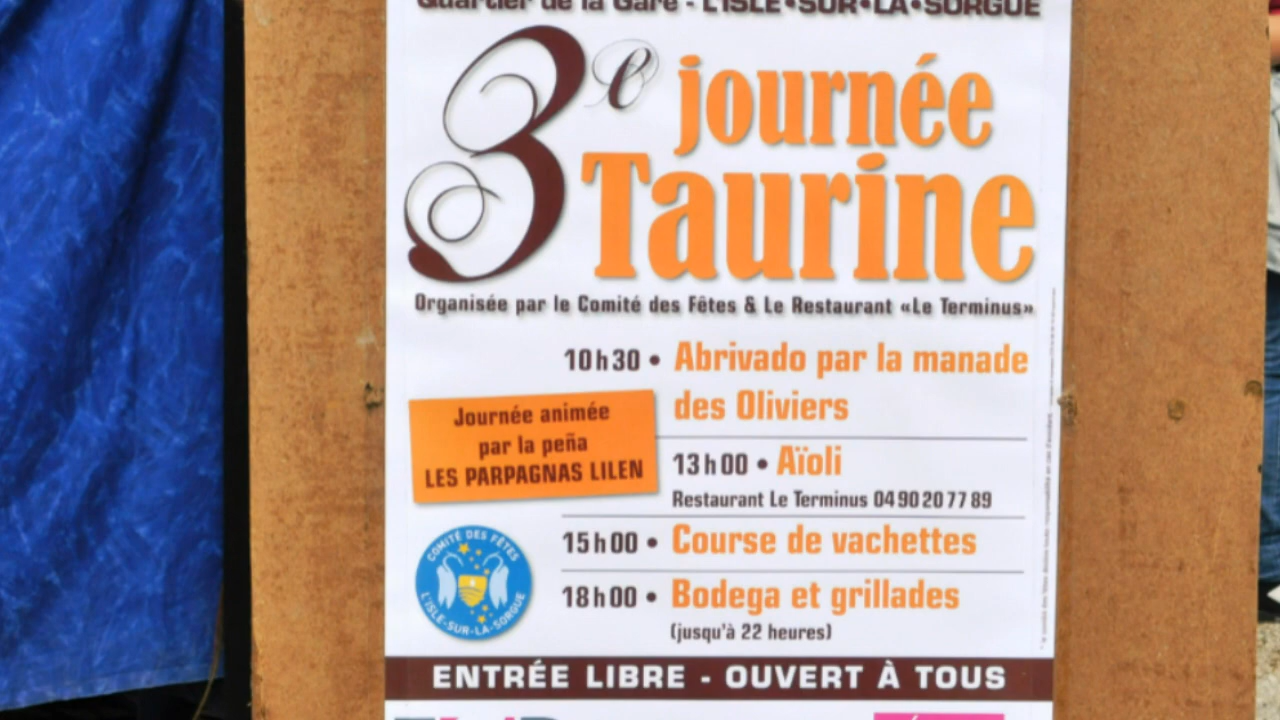 Quartier de la Gare - L'ISLE•SUR•LA•SORGUE
3e journée
Taurine
Organisée par le Comité des Fêtes & Le Restaurant «Le Terminus»
10h30 • Abrivado par la manade
des Oliviers
Journée animée
par la peña
LES PARPAGNAS LILEN
13h00 • Aïoli
Restaurant Le Terminus 04 90 20 77 89
15h00 • Course de vachettes
18h00 • Bodega et grillades
(jusqu'à 22 heures)
COMITÉ DES FÊTES
L'ISLE-SUR-LA-SORGUE
ENTRÉE LIBRE - OUVERT À TOUS